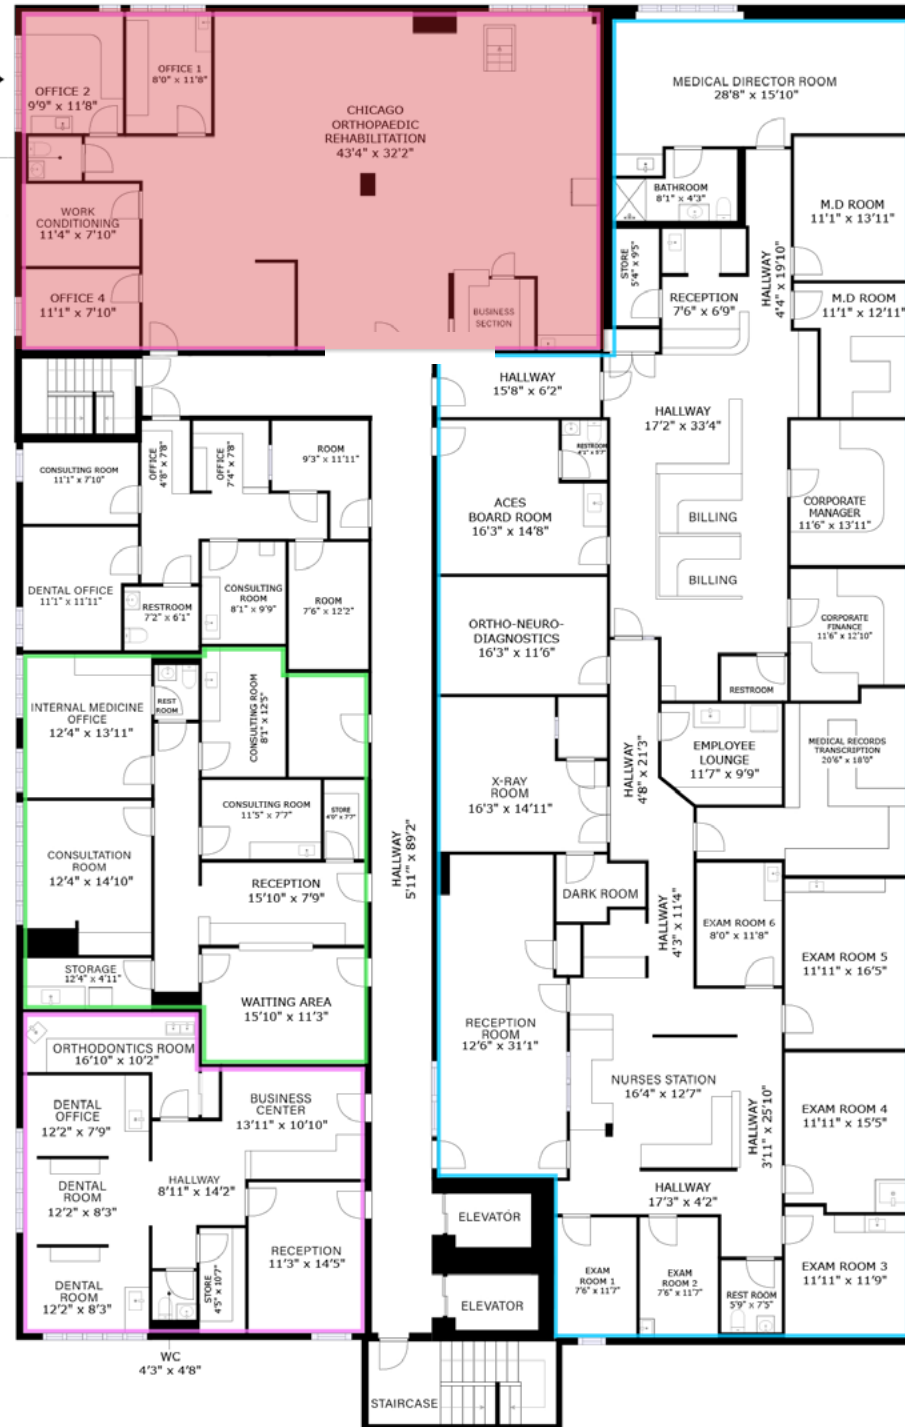 OFFICE 2
9'9" x 11'8"
OFFICE 1
8'0" x 11'8"
CHICAGO
ORTHOPAEDIC
REHABILITATION
43'4" x 32'2"
WORK
CONDITIONING
11'4" x 7'10"
OFFICE 4
11'1" x 7'10"
BUSINESS
SECTION
MEDICAL DIRECTOR ROOM
28'8" x 15'10"
BATHROOM
8'1" x 4'3"
M.D ROOM
11'1" x 13'11"
STORE
5'4" x 9'5"
RECEPTION
7'6" x 6'9"
HALLWAY
4'4" x 19'10"
M.D ROOM
11'1" x 12'11"
HALLWAY
15'8" x 6'2"
HALLWAY
17'2" x 33'4"
CONSULTING ROOM
11'1" x 7'10"
OFFICE
4'8" x 7'8"
OFFICE
7'4" x 7'8"
ROOM
9'3" x 11'11"
RESTROOM
4'1" x 5'7"
ACES
BOARD ROOM
16'3" x 14'8"
BILLING
CORPORATE
MANAGER
11'6" x 13'11"
DENTAL OFFICE
11'1" x 11'11"
RESTROOM
7'2" x 6'1"
CONSULTING
ROOM
8'1" x 9'9"
ROOM
7'6" x 12'2"
BILLING
ORTHO-NEURO-
DIAGNOSTICS
16'3" x 11'6"
CORPORATE
FINANCE
11'6" x 12'10"
RESTROOM
INTERNAL MEDICINE
OFFICE
12'4" x 13'11"
REST
ROOM
CONSULTING ROOM
8'1" x 12'5"
HALLWAY
4'8" x 21'3"
EMPLOYEE
LOUNGE
11'7" x 9'9"
MEDICAL RECORDS
TRANSCRIPTION
20'6" x 18'0"
X-RAY
ROOM
16'3" x 14'11"
CONSULTING ROOM
11'5" x 7'7"
STORE
4'0" x 7'7"
CONSULTATION
ROOM
12'4" x 14'10"
RECEPTION
15'10" x 7'9"
HALLWAY
5'11'" x 89'2"
DARK ROOM
HALLWAY
4'3" x 11'4"
EXAM ROOM 6
8'0" x 11'8"
EXAM ROOM 5
11'11" x 16'5"
STORAGE
12'4" x 4'11"
WAITING AREA
15'10" x 11'3"
RECEPTION
ROOM
12'6" x 31'1"
ORTHODONTICS ROOM
16'10" x 10'2"
NURSES STATION
16'4" x 12'7"
DENTAL
OFFICE
12'2" x 7'9"
BUSINESS
CENTER
13'11" x 10'10"
HALLWAY
3'11" x 25'10"
EXAM ROOM 4
11'11" x 15'5"
DENTAL
ROOM
12'2" x 8'3"
HALLWAY
8'11" x 14'2"
HALLWAY
17'3" x 4'2"
ELEVATOR
RECEPTION
11'3" x 14'5"
STORE
4'5" x 10'7"
EXAM
ROOM 1
7'6" x 11'7"
EXAM
ROOM 2
7'6" x 11'7"
REST ROOM
5'9" x 7'5"
EXAM ROOM 3
11'11" x 11'9"
DENTAL
ROOM
12'2" x 8'3"
ELEVATOR
WC
4'3" x 4'8"
STAIRCASE